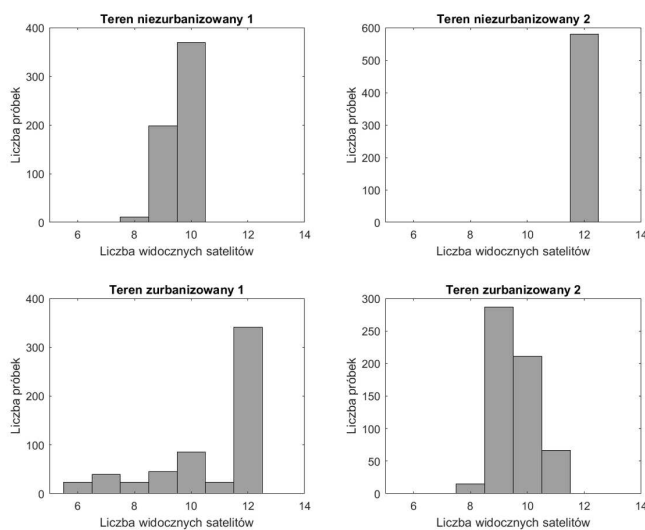 Teren niezurbanizowany 1
400
300
200
100
0
Liczba próbek
6 8 10 12 14
Liczba widocznych satelitów
Teren niezurbanizowany 2
600
500
400
300
200
100
0
Liczba próbek
6 8 10 12 14
Liczba widocznych satelitów
Teren zurbanizowany 1
400
300
200
100
0
Liczba próbek
6 8 10 12 14
Liczba widocznych satelitów
Teren zurbanizowany 2
300
250
200
150
100
50
0
Liczba próbek
6 8 10 12 14
Liczba widocznych satelitów